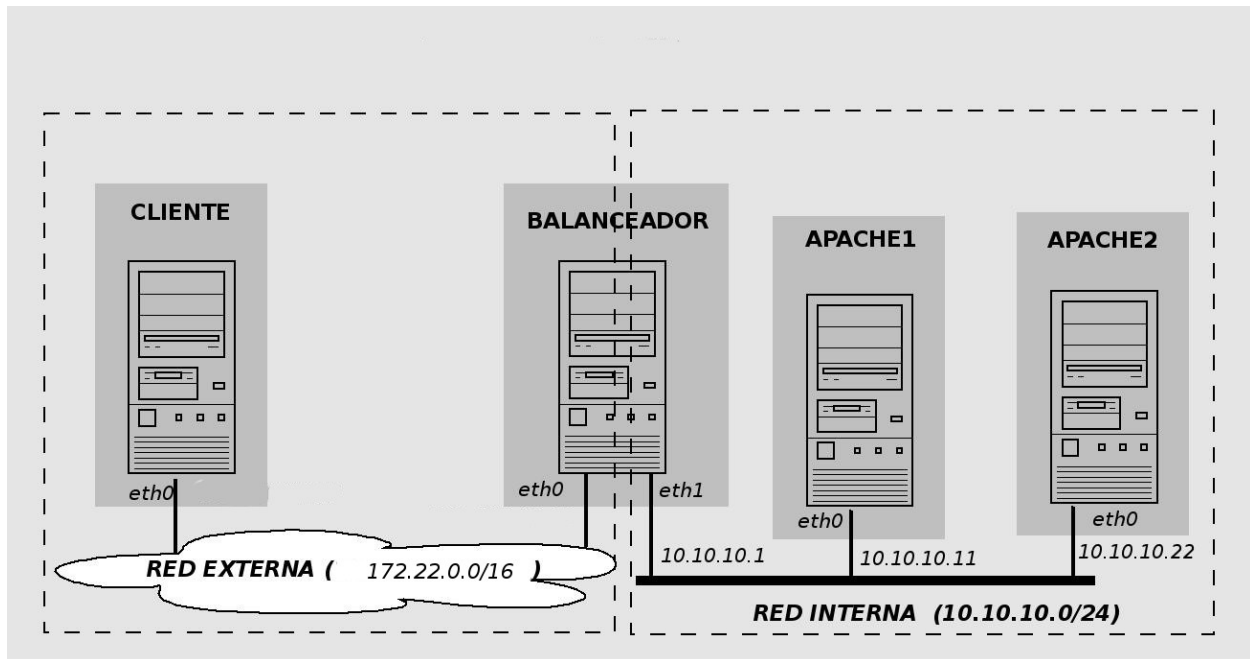 CLIENTE
BALANCEADOR
APACHE1
APACHE2
eth0
eth0
eth1
eth0
eth0
10.10.10.1
10.10.10.11
10.10.10.22
RED EXTERNA ( 172.22.0.0/16 )
RED INTERNA (10.10.10.0/24)